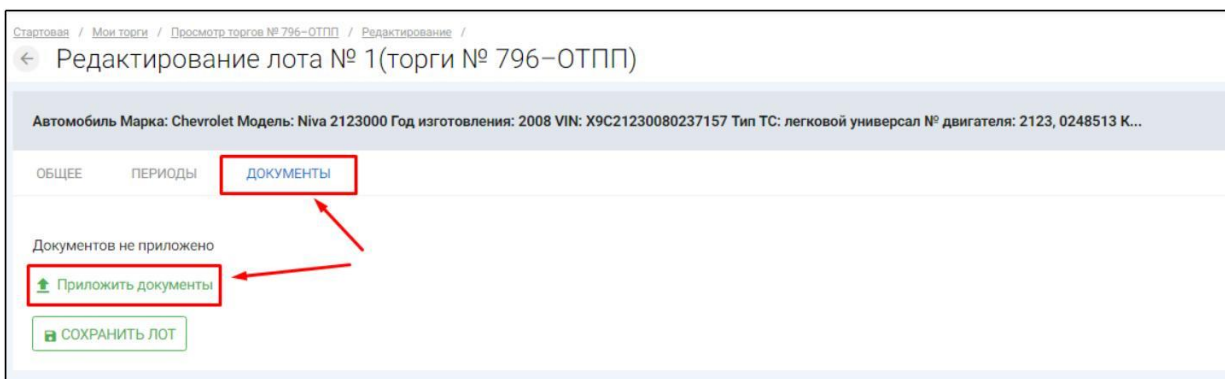 Стартовая / Мои торги / Просмотр торгов № 796-ОТПП / Редактирование /
Редактирование лота № 1(торги № 796-ОТПП)
Автомобиль Марка: Chevrolet Модель: Niva 2123000 Год изготовления: 2008 VIN: X9C21230080237157 Тип ТС: легковой универсал № двигателя: 2123, 0248513 К...
ОБЩЕЕ ПЕРИОДЫ ДОКУМЕНТЫ
Документов не приложено
Приложить документы
СОХРАНИТЬ ЛОТ